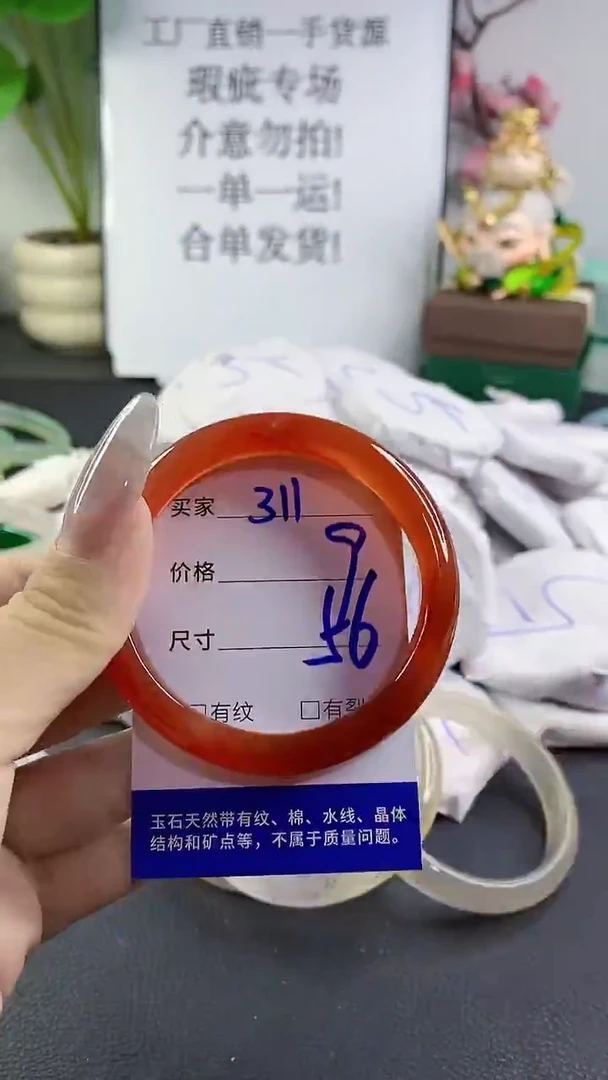 工厂直销一手货源
瑕疵专场
介意勿拍!
一单一运!
合单发货!
买家 311
价格
9
尺寸 56
有纹 □有裂
玉石天然带有纹、棉、水线、晶体
结构和矿点等，不属于质量问题。